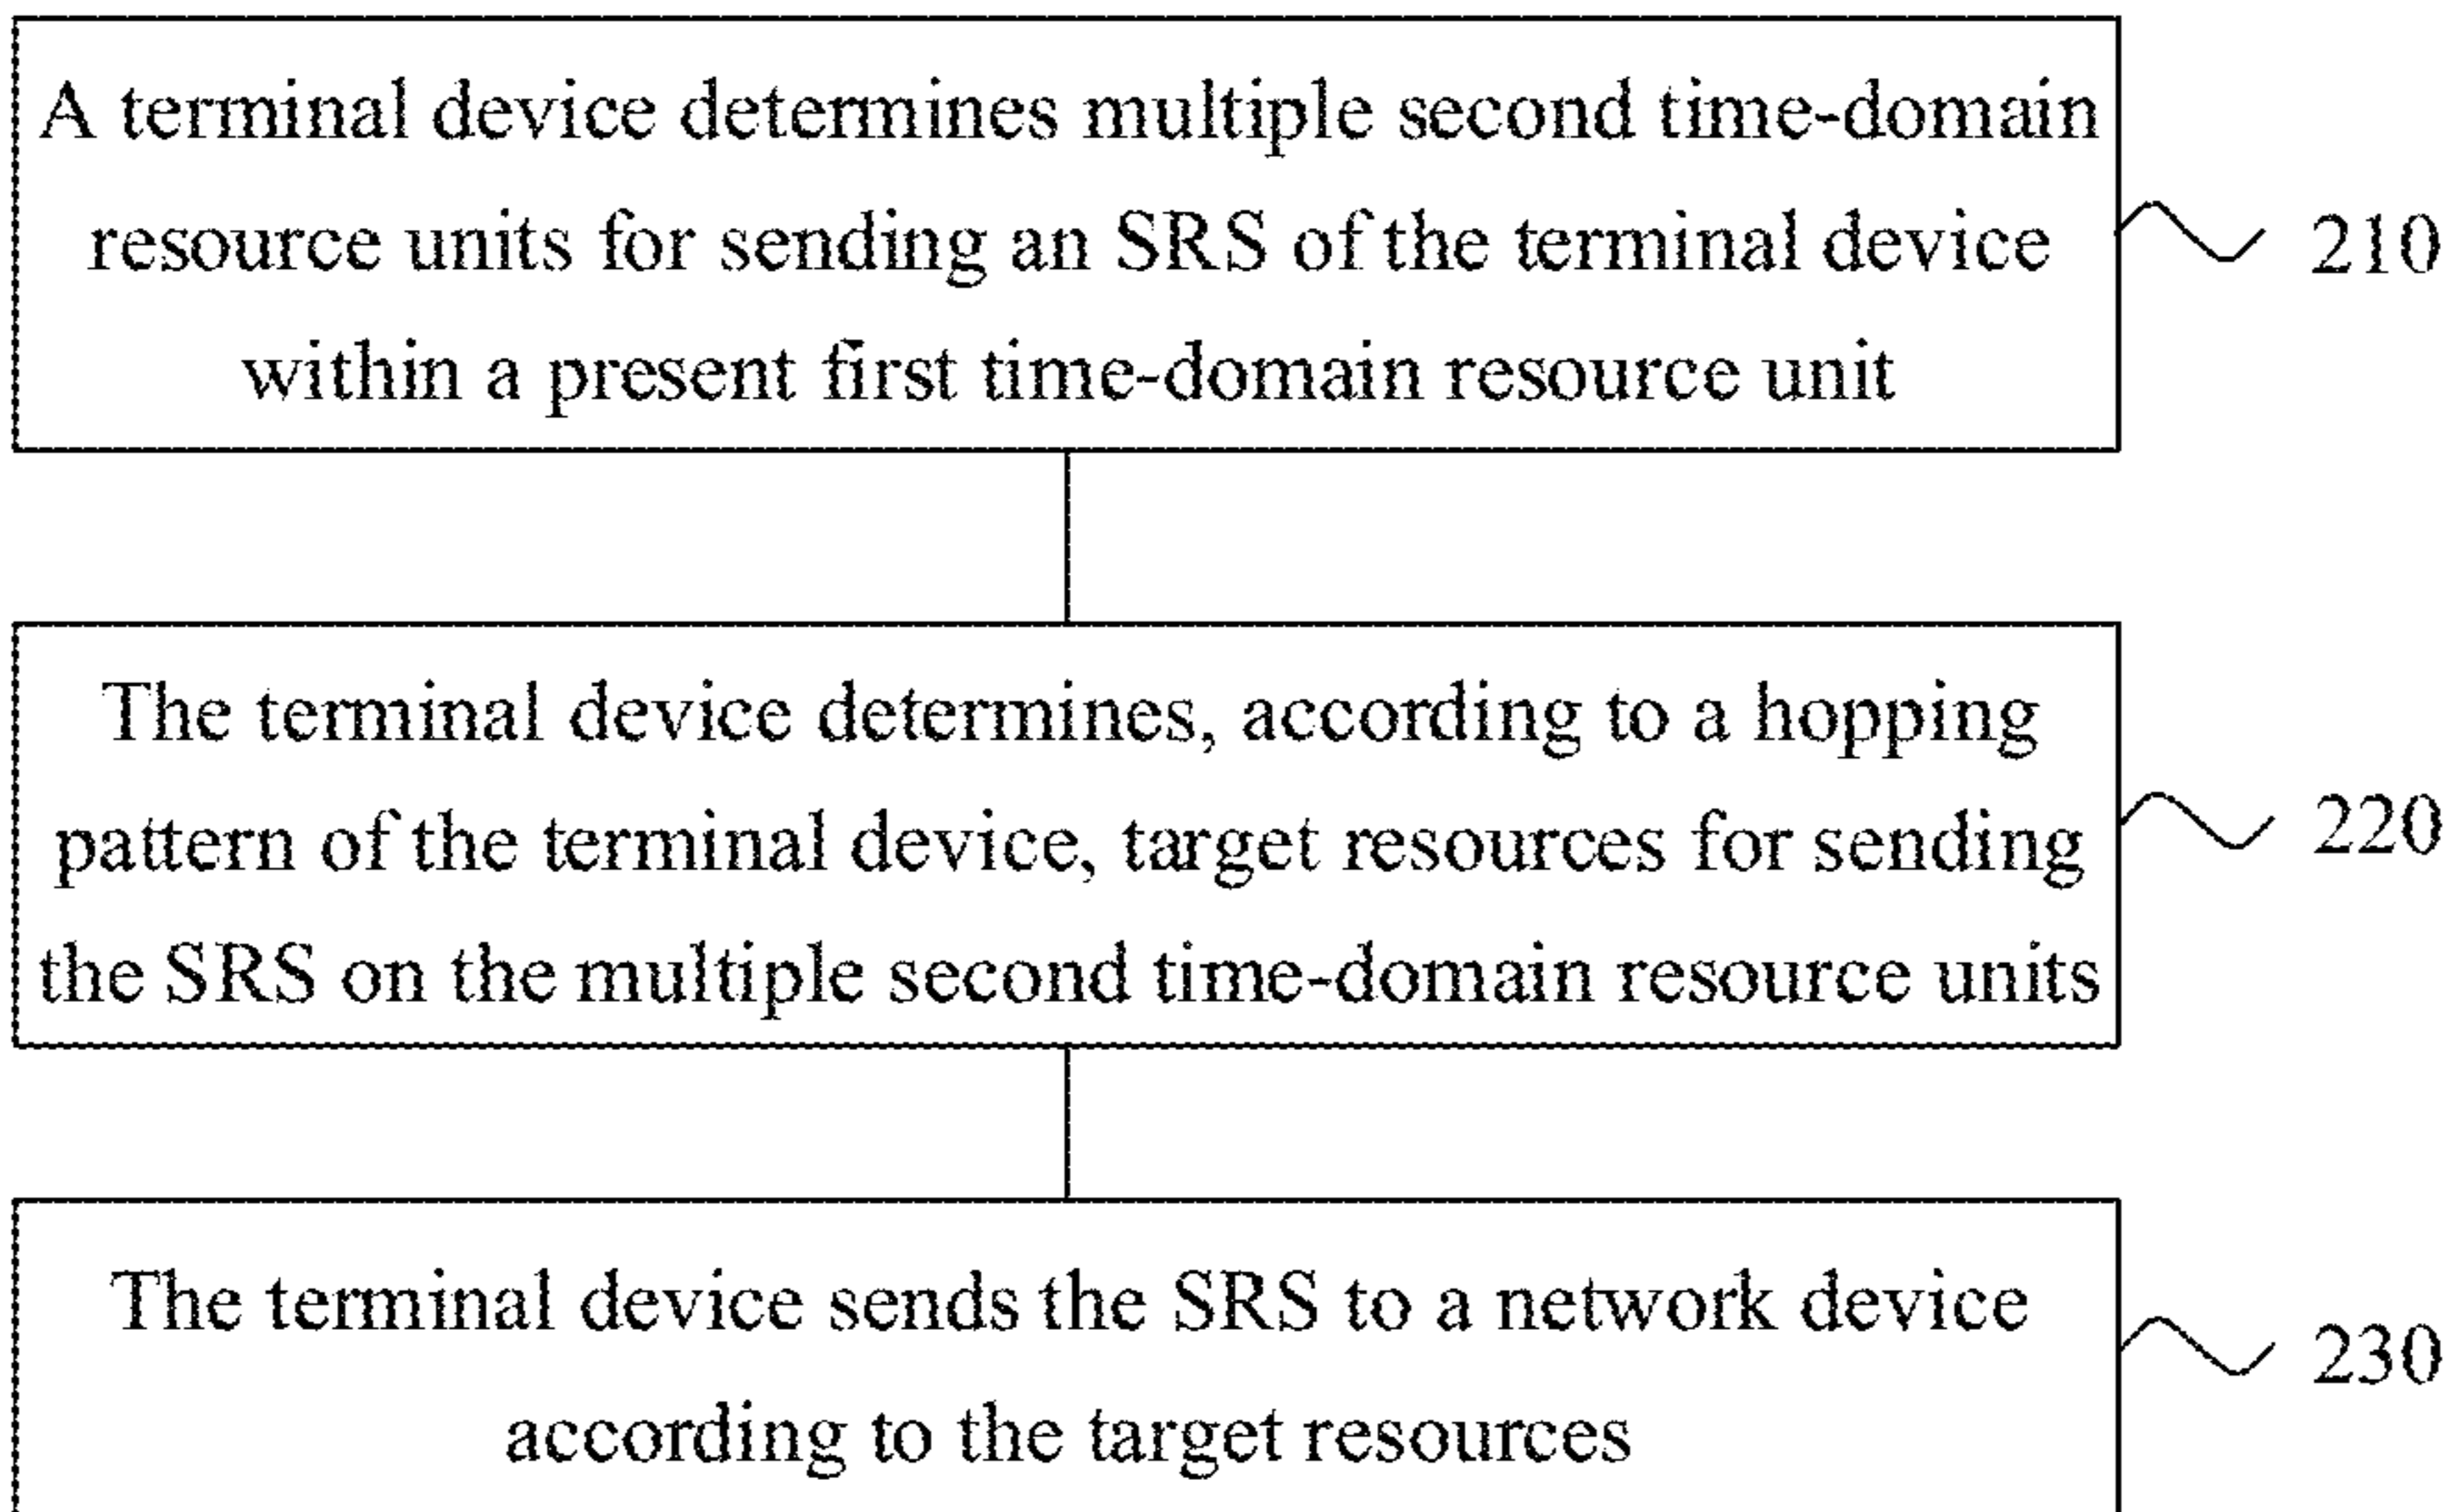 A terminal device determines multiple second time-domain
resource units for sending an SRS of the terminal device
within a present first time-domain resource unit
210
The terminal device determines, according to a hopping
pattern of the terminal device, target resources for sending
the SRS on the multiple second time-domain resource units
220
The terminal device sends the SRS to a network device
according to the target resources
230